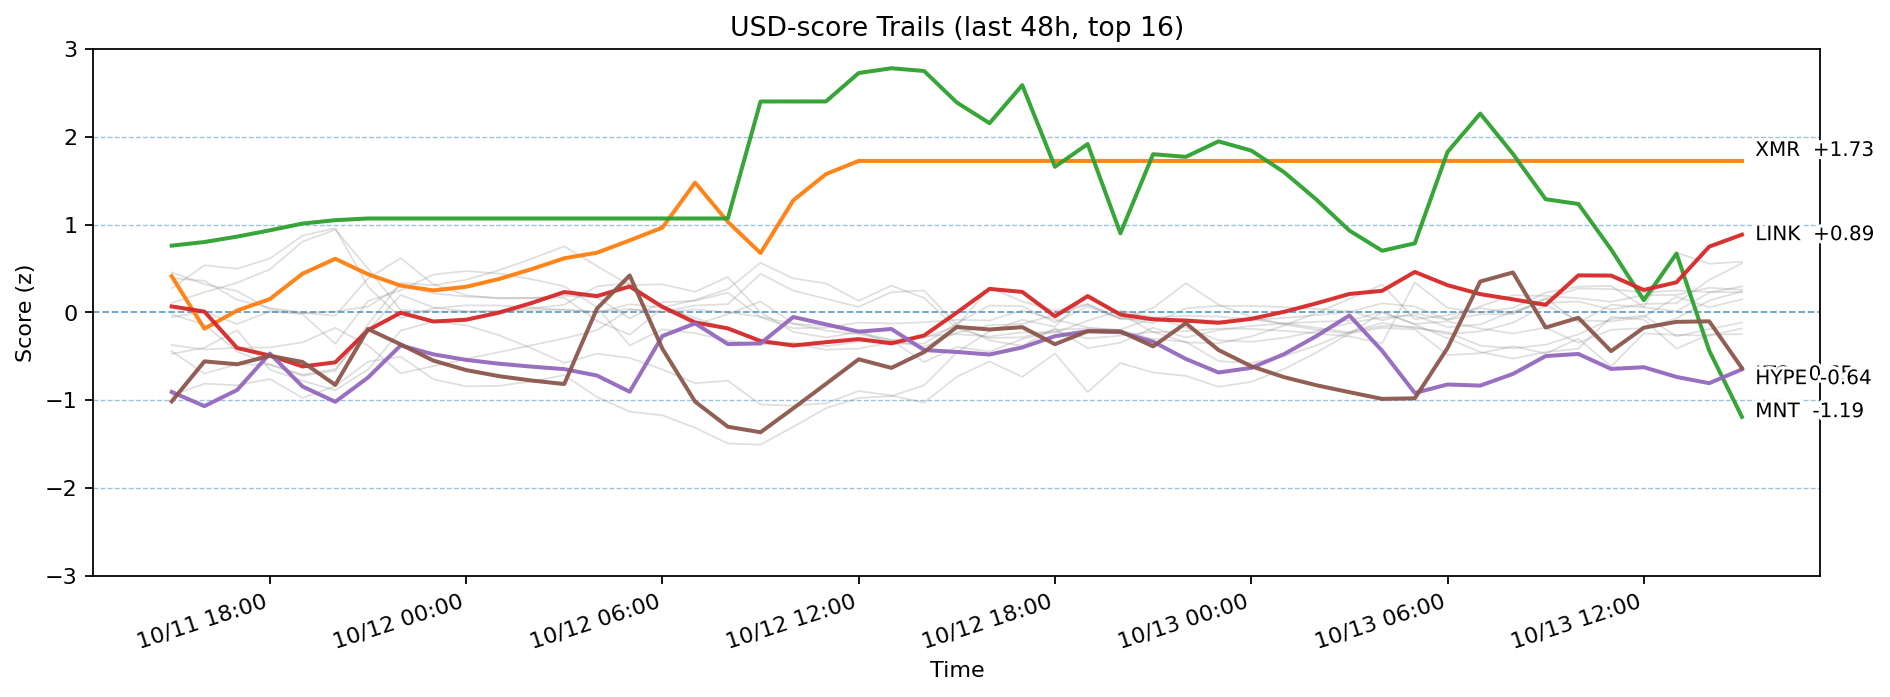 USD-score Trails (last 48h, top 16)
Score (z)
3
2
1
0
−1
−2
−3
XMR +1.73
LINK +0.89
HYPE -0.64
MNT -1.19
10/11 18:00
10/12 00:00
10/12 06:00
10/12 12:00
10/12 18:00
10/13 00:00
10/13 06:00
10/13 12:00
Time